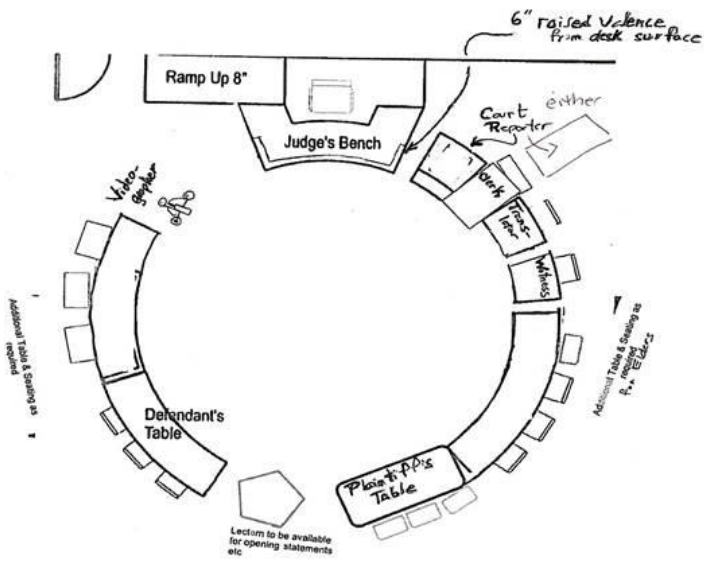 6" raised Valence
from desk surface
Ramp Up 8"
either
Court
Reporter
Judge's Bench
Video-
grapher
Clerk
Trans-
lator
Witness
Additional Table & Seating as
required
Additional Table & Seating as
required
for Elders
Defendant's
Table
Plaintiff's
Table
Lectern to be available
for opening statements
etc